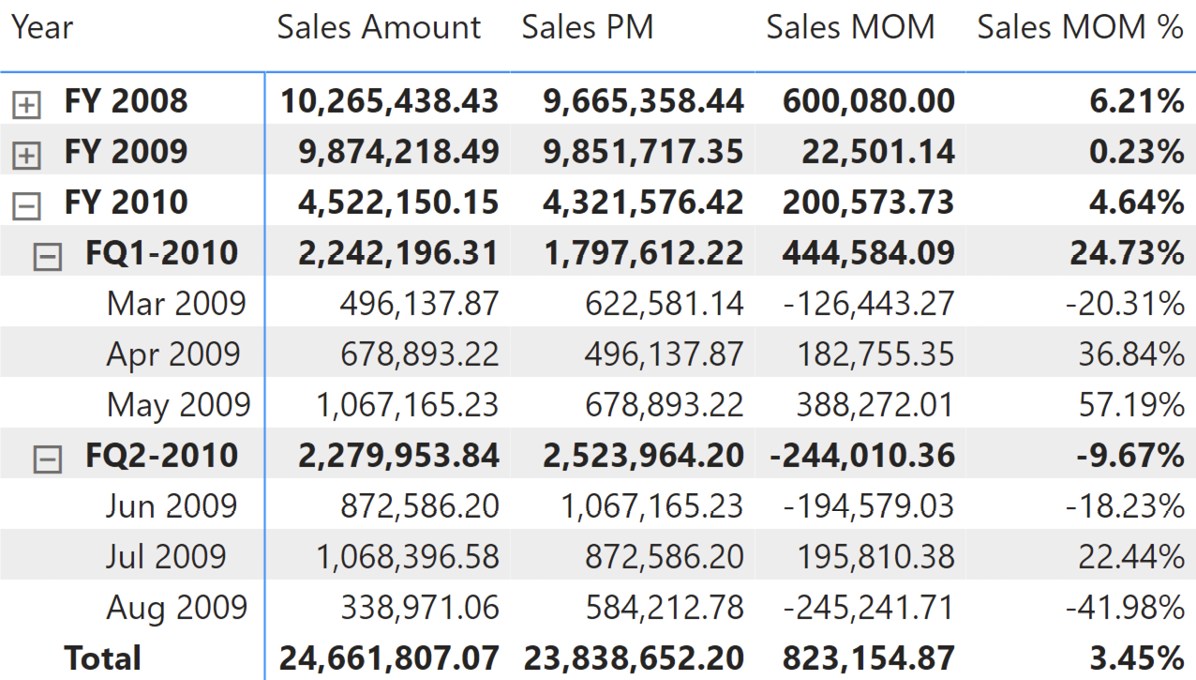 Year Sales Amount Sales PM Sales MOM Sales MOM %
FY 2008 10,265,438.43 9,665,358.44 600,080.00 6.21%
FY 2009 9,874,218.49 9,851,717.35 22,501.14 0.23%
FY 2010 4,522,150.15 4,321,576.42 200,573.73 4.64%
FQ1-2010 2,242,196.31 1,797,612.22 444,584.09 24.73%
Mar 2009 496,137.87 622,581.14 -126,443.27 -20.31%
Apr 2009 678,893.22 496,137.87 182,755.35 36.84%
May 2009 1,067,165.23 678,893.22 388,272.01 57.19%
FQ2-2010 2,279,953.84 2,523,964.20 -244,010.36 -9.67%
Jun 2009 872,586.20 1,067,165.23 -194,579.03 -18.23%
Jul 2009 1,068,396.58 872,586.20 195,810.38 22.44%
Aug 2009 338,971.06 584,212.78 -245,241.71 -41.98%
Total 24,661,807.07 23,838,652.20 823,154.87 3.45%